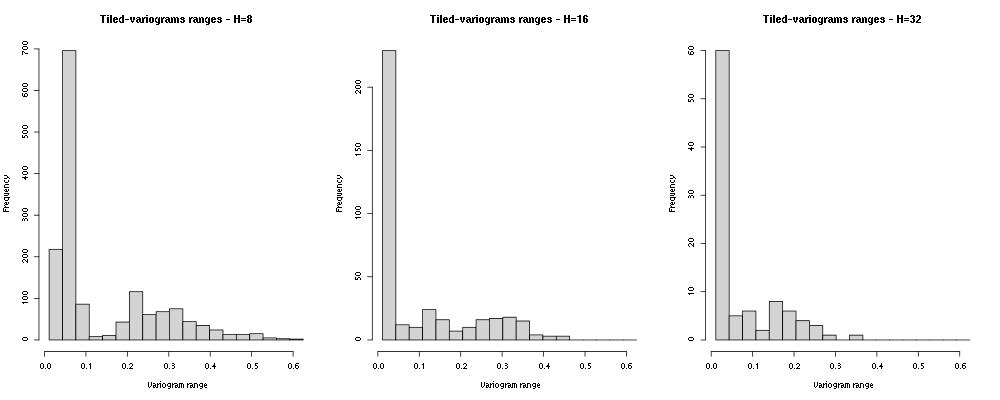 Tiled-variograms ranges - H=8
Frequency
700
600
500
400
300
200
100
0
0.0 0.1 0.2 0.3 0.4 0.5 0.6
Variogram range
Tiled-variograms ranges - H=16
Frequency
200
150
100
50
0
0.0 0.1 0.2 0.3 0.4 0.5 0.6
Variogram range
Tiled-variograms ranges - H=32
Frequency
60
50
40
30
20
10
0
0.0 0.1 0.2 0.3 0.4 0.5 0.6
Variogram range